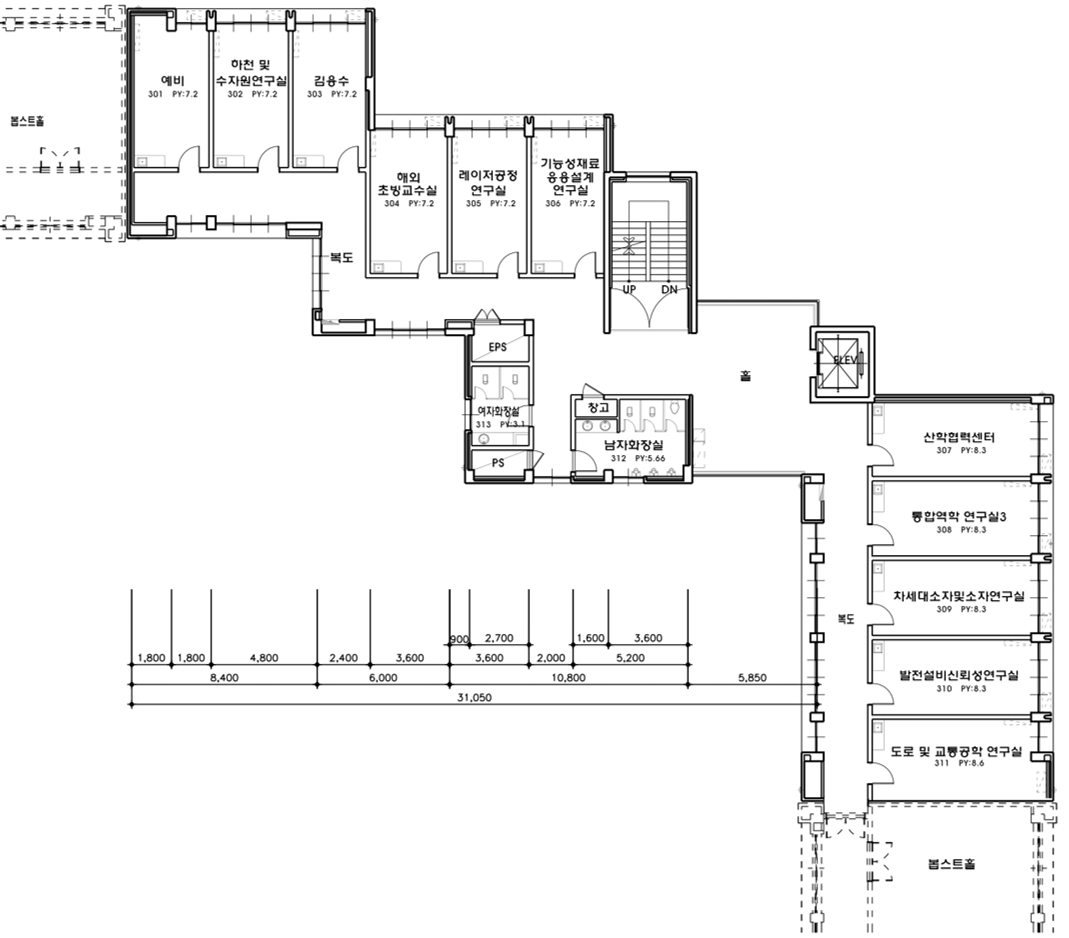 예비
301 PY:7.2
하천 및
수자원연구실
302 PY:7.2
김용수
303 PY:7.2
봅스트홀
해외
초빙교수실
304 PY:7.2
레이저공정
연구실
305 PY:7.2
기능성재료
응용설계
연구실
306 PY:7.2
복도
UP
DN
EPS
홀
ELEV
여자화장실
313 PY:3.1
창고
남자화장실
312 PY:5.66
PS
산학협력센터
307 PY:8.3
통합역학 연구실3
308 PY:8.3
차세대소자및소자연구실
309 PY:8.3
복도
발전설비신뢰성연구실
310 PY:8.3
도로 및 교통공학 연구실
311 PY:8.6
900 2,700 1,600 3,600
1,800 1,800 4,800 2,400 3,600 3,600 2,000 5,200
8,400 6,000 10,800 5,850
31,050
봅스트홀